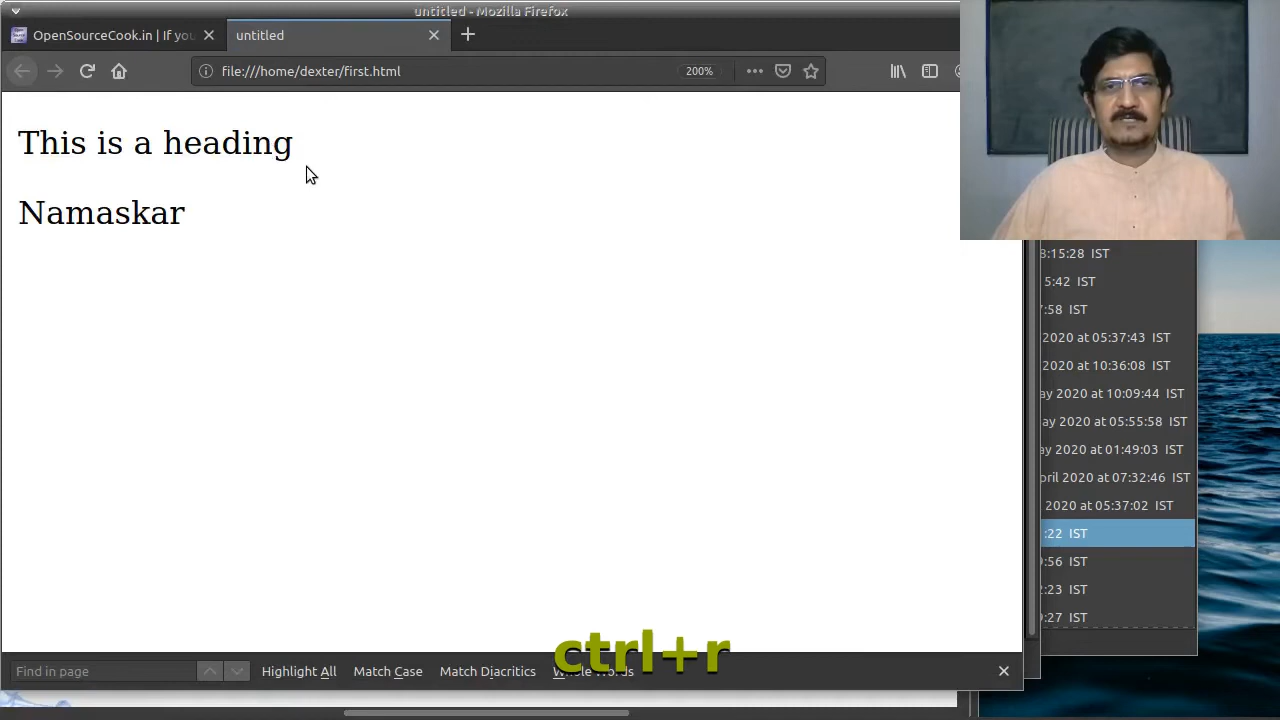 untitled - Mozilla Firefox
OpenSourceCook.in | If you
untitled
file:///home/dexter/first.html
200%
This is a heading
Namaskar
8:15:28 IST
5:42 IST
:58 IST
2020 at 05:37:43 IST
2020 at 10:36:08 IST
ay 2020 at 10:09:44 IST
ay 2020 at 05:55:58 IST
ay 2020 at 01:49:03 IST
pril 2020 at 07:32:46 IST
2020 at 05:37:02 IST
:22 IST
:56 IST
:23 IST
:27 IST
ctrl+r
Find in page
Highlight All
Match Case
Match Diacritics
Whole Words